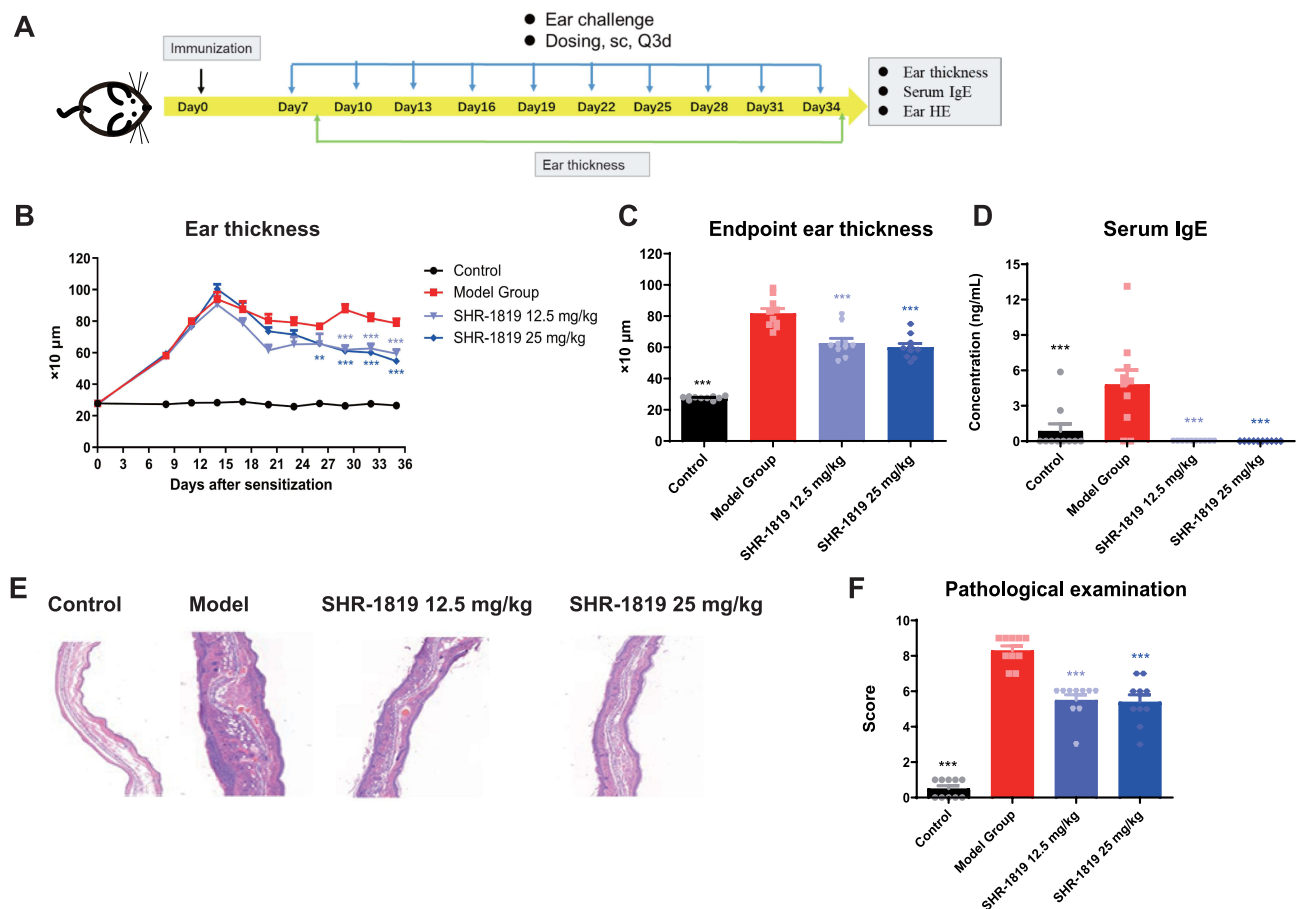 A
● Ear challenge
● Dosing, sc, Q3d
Immunization
Day0
Day7
Day10
Day13
Day16
Day19
Day22
Day25
Day28
Day31
Day34
● Ear thickness
● Serum IgE
● Ear HE
Ear thickness
B
Ear thickness
×10 μm
120
100
80
60
40
20
0
0 3 6 9 12 15 18 21 24 27 30 33 36
Days after sensitization
** *** *** ***
*** *** ***
Control
Model Group
SHR-1819 12.5 mg/kg
SHR-1819 25 mg/kg
C
Endpoint ear thickness
×10 μm
120
100
80
60
40
20
0
***
***
***
Control
Model Group
SHR-1819 12.5 mg/kg
SHR-1819 25 mg/kg
D
Serum IgE
Concentration (ng/mL)
15
12
9
6
3
0
***
***
***
Control
Model Group
SHR-1819 12.5 mg/kg
SHR-1819 25 mg/kg
E
Control
Model
SHR-1819 12.5 mg/kg
SHR-1819 25 mg/kg
F
Pathological examination
Score
10
8
6
4
2
0
***
***
***
Control
Model Group
SHR-1819 12.5 mg/kg
SHR-1819 25 mg/kg